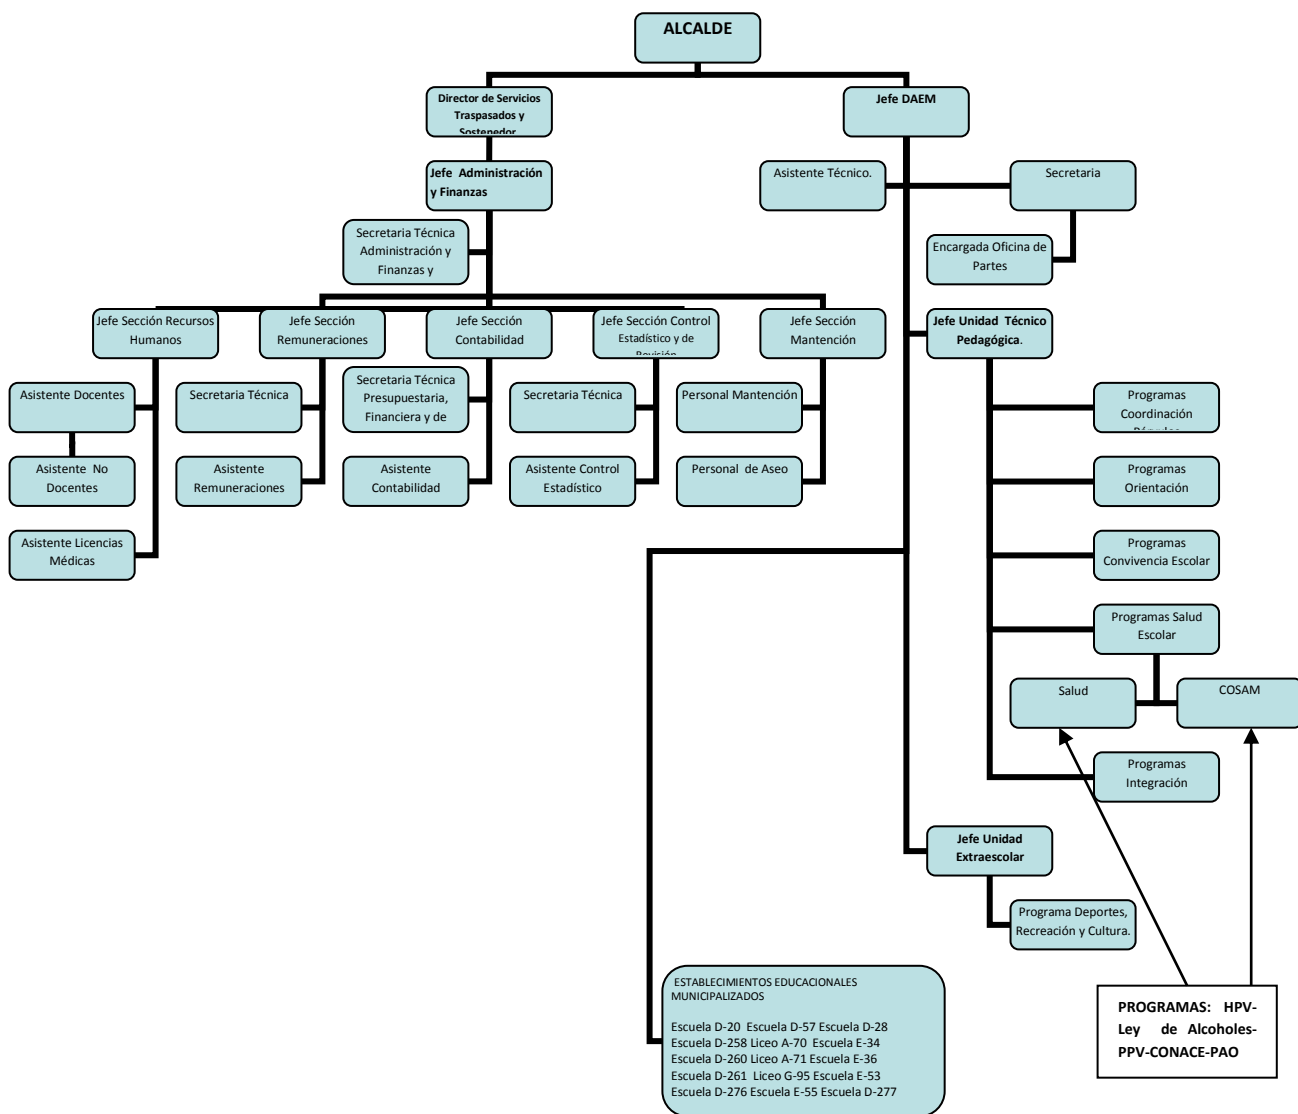 ALCALDE
Director de Servicios
Traspasados y
Sostenedor
Jefe DAEM
Jefe Administración
y Finanzas
Asistente Técnico.
Secretaria
Secretaria Técnica
Administración y
Finanzas y
Encargada Oficina de
Partes
Jefe Sección Recursos
Humanos
Jefe Sección
Remuneraciones
Jefe Sección
Contabilidad
Jefe Sección Control
Estadístico y de
Revisión
Jefe Sección
Mantención
Jefe Unidad Técnico
Pedagógica.
Asistente Docentes
Secretaria Técnica
Secretaria Técnica
Presupuestaria,
Financiera y de
Secretaria Técnica
Personal Mantención
Programas
Coordinación
Asistente No
Docentes
Asistente
Remuneraciones
Asistente
Contabilidad
Asistente Control
Estadístico
Personal de Aseo
Programas
Orientación
Asistente Licencias
Médicas
Programas
Convivencia Escolar
Programas Salud
Escolar
Salud
COSAM
Programas
Integración
Jefe Unidad
Extraescolar
Programa Deportes,
Recreación y Cultura.
ESTABLECIMIENTOS EDUCACIONALES
MUNICIPALIZADOS
Escuela D-20 Escuela D-57 Escuela D-28
Escuela D-258 Liceo A-70 Escuela E-34
Escuela D-260 Liceo A-71 Escuela E-36
Escuela D-261 Liceo G-95 Escuela E-53
Escuela D-276 Escuela E-55 Escuela D-277
PROGRAMAS: HPV-
Ley de Alcoholes-
PPV-CONACE-PAO